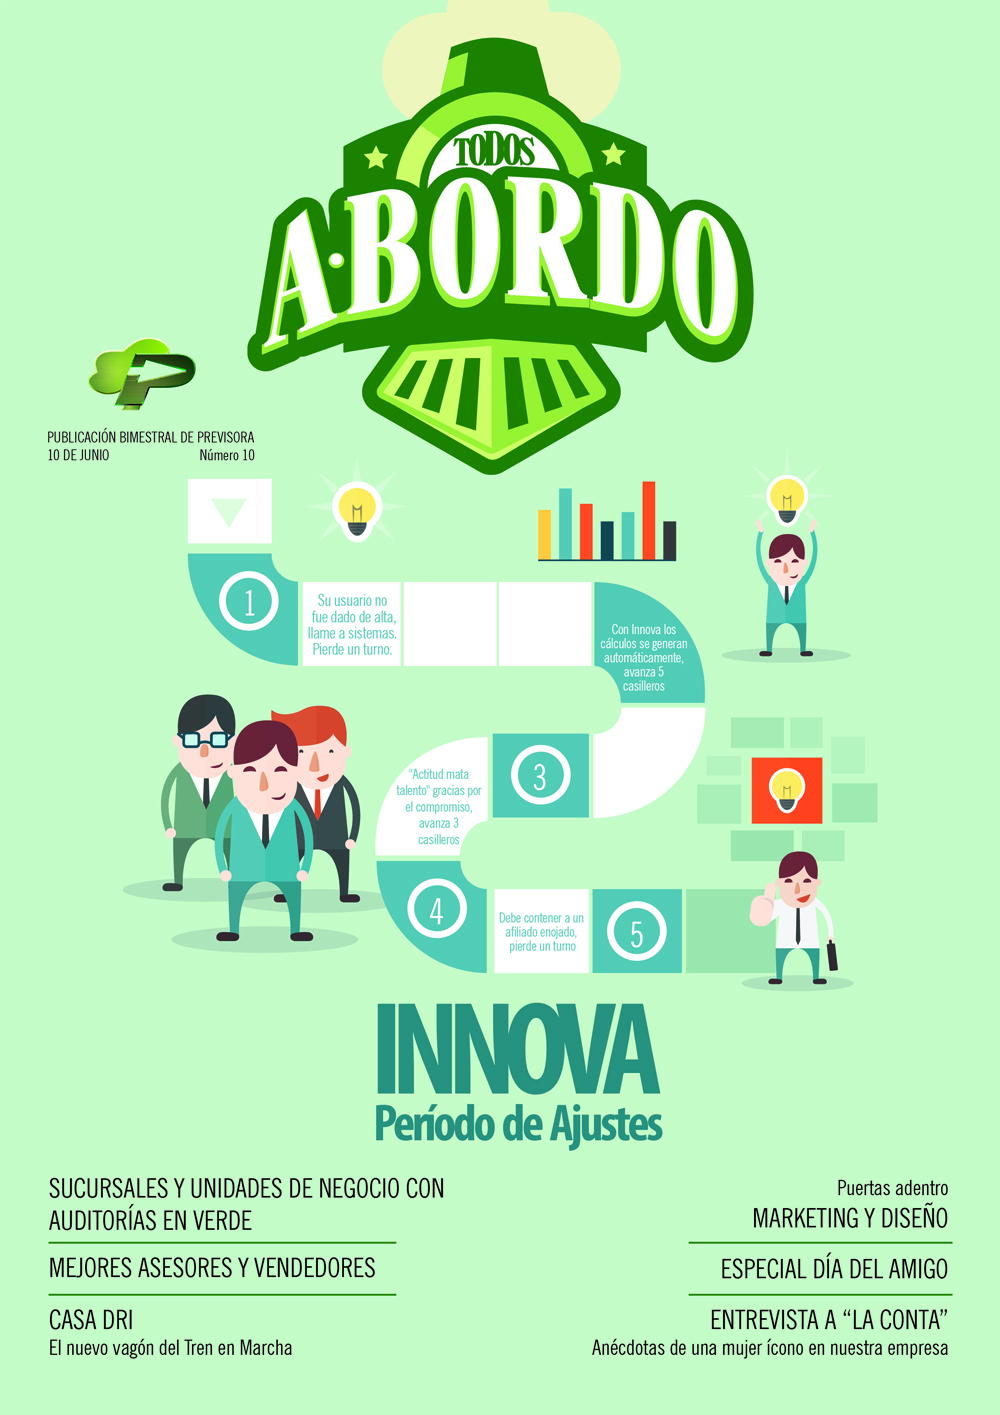 TODOS
A·BORDO
P
PUBLICACIÓN BIMESTRAL DE PREVISORA
10 DE JUNIO Número 10
1
Su usuario no
fue dado de alta,
llame a sistemas.
Pierde un turno.
Con Innova los
cálculos se generan
automáticamente,
avanza 5
casilleros
3
"Actitud mata
talento" gracias por
el compromiso,
avanza 3
casilleros
4
Debe contener a un
afiliado enojado,
pierde un turno
5
INNOVA
Período de Ajustes
SUCURSALES Y UNIDADES DE NEGOCIO CON
AUDITORÍAS EN VERDE
MEJORES ASESORES Y VENDEDORES
CASA DRI
El nuevo vagón del Tren en Marcha
Puertas adentro
MARKETING Y DISEÑO
ESPECIAL DÍA DEL AMIGO
ENTREVISTA A “LA CONTA”
Anécdotas de una mujer ícono en nuestra empresa